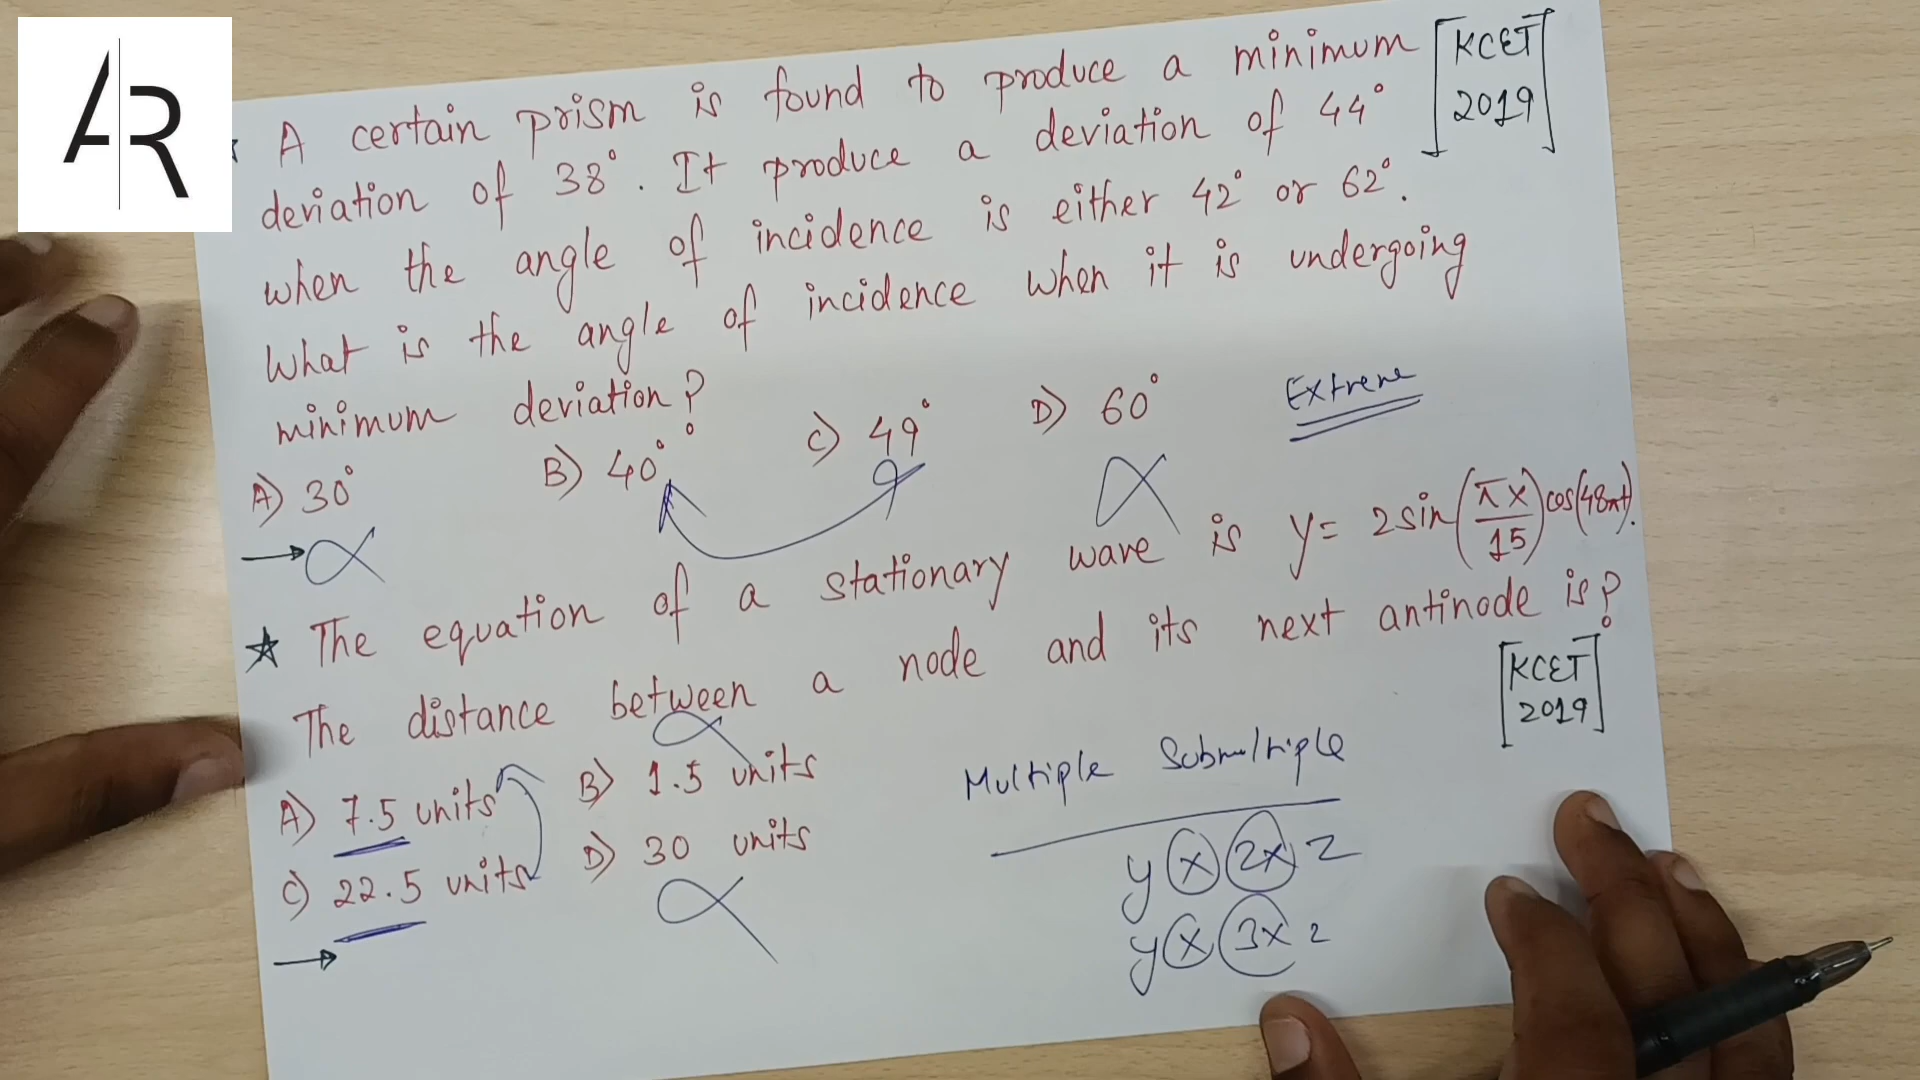 AR
A certain prism is found to produce a minimum
deviation of 38°. It produce a deviation of 44°
when the angle of incidence is either 42° or 62°.
What is the angle of incidence when it is undergoing
minimum deviation?
[KCET
2019]
A) 30° B) 40° C) 49° D) 60°
Extreme
★ The equation of a stationary wave is y = 2 sin(πx/15) cos(48πt).
The distance between a node and its next antinode is?
[KCET
2019]
A) 7.5 units B) 1.5 units
C) 22.5 units D) 30 units
Multiple Submultiple
y x 2x z
y x 3x z